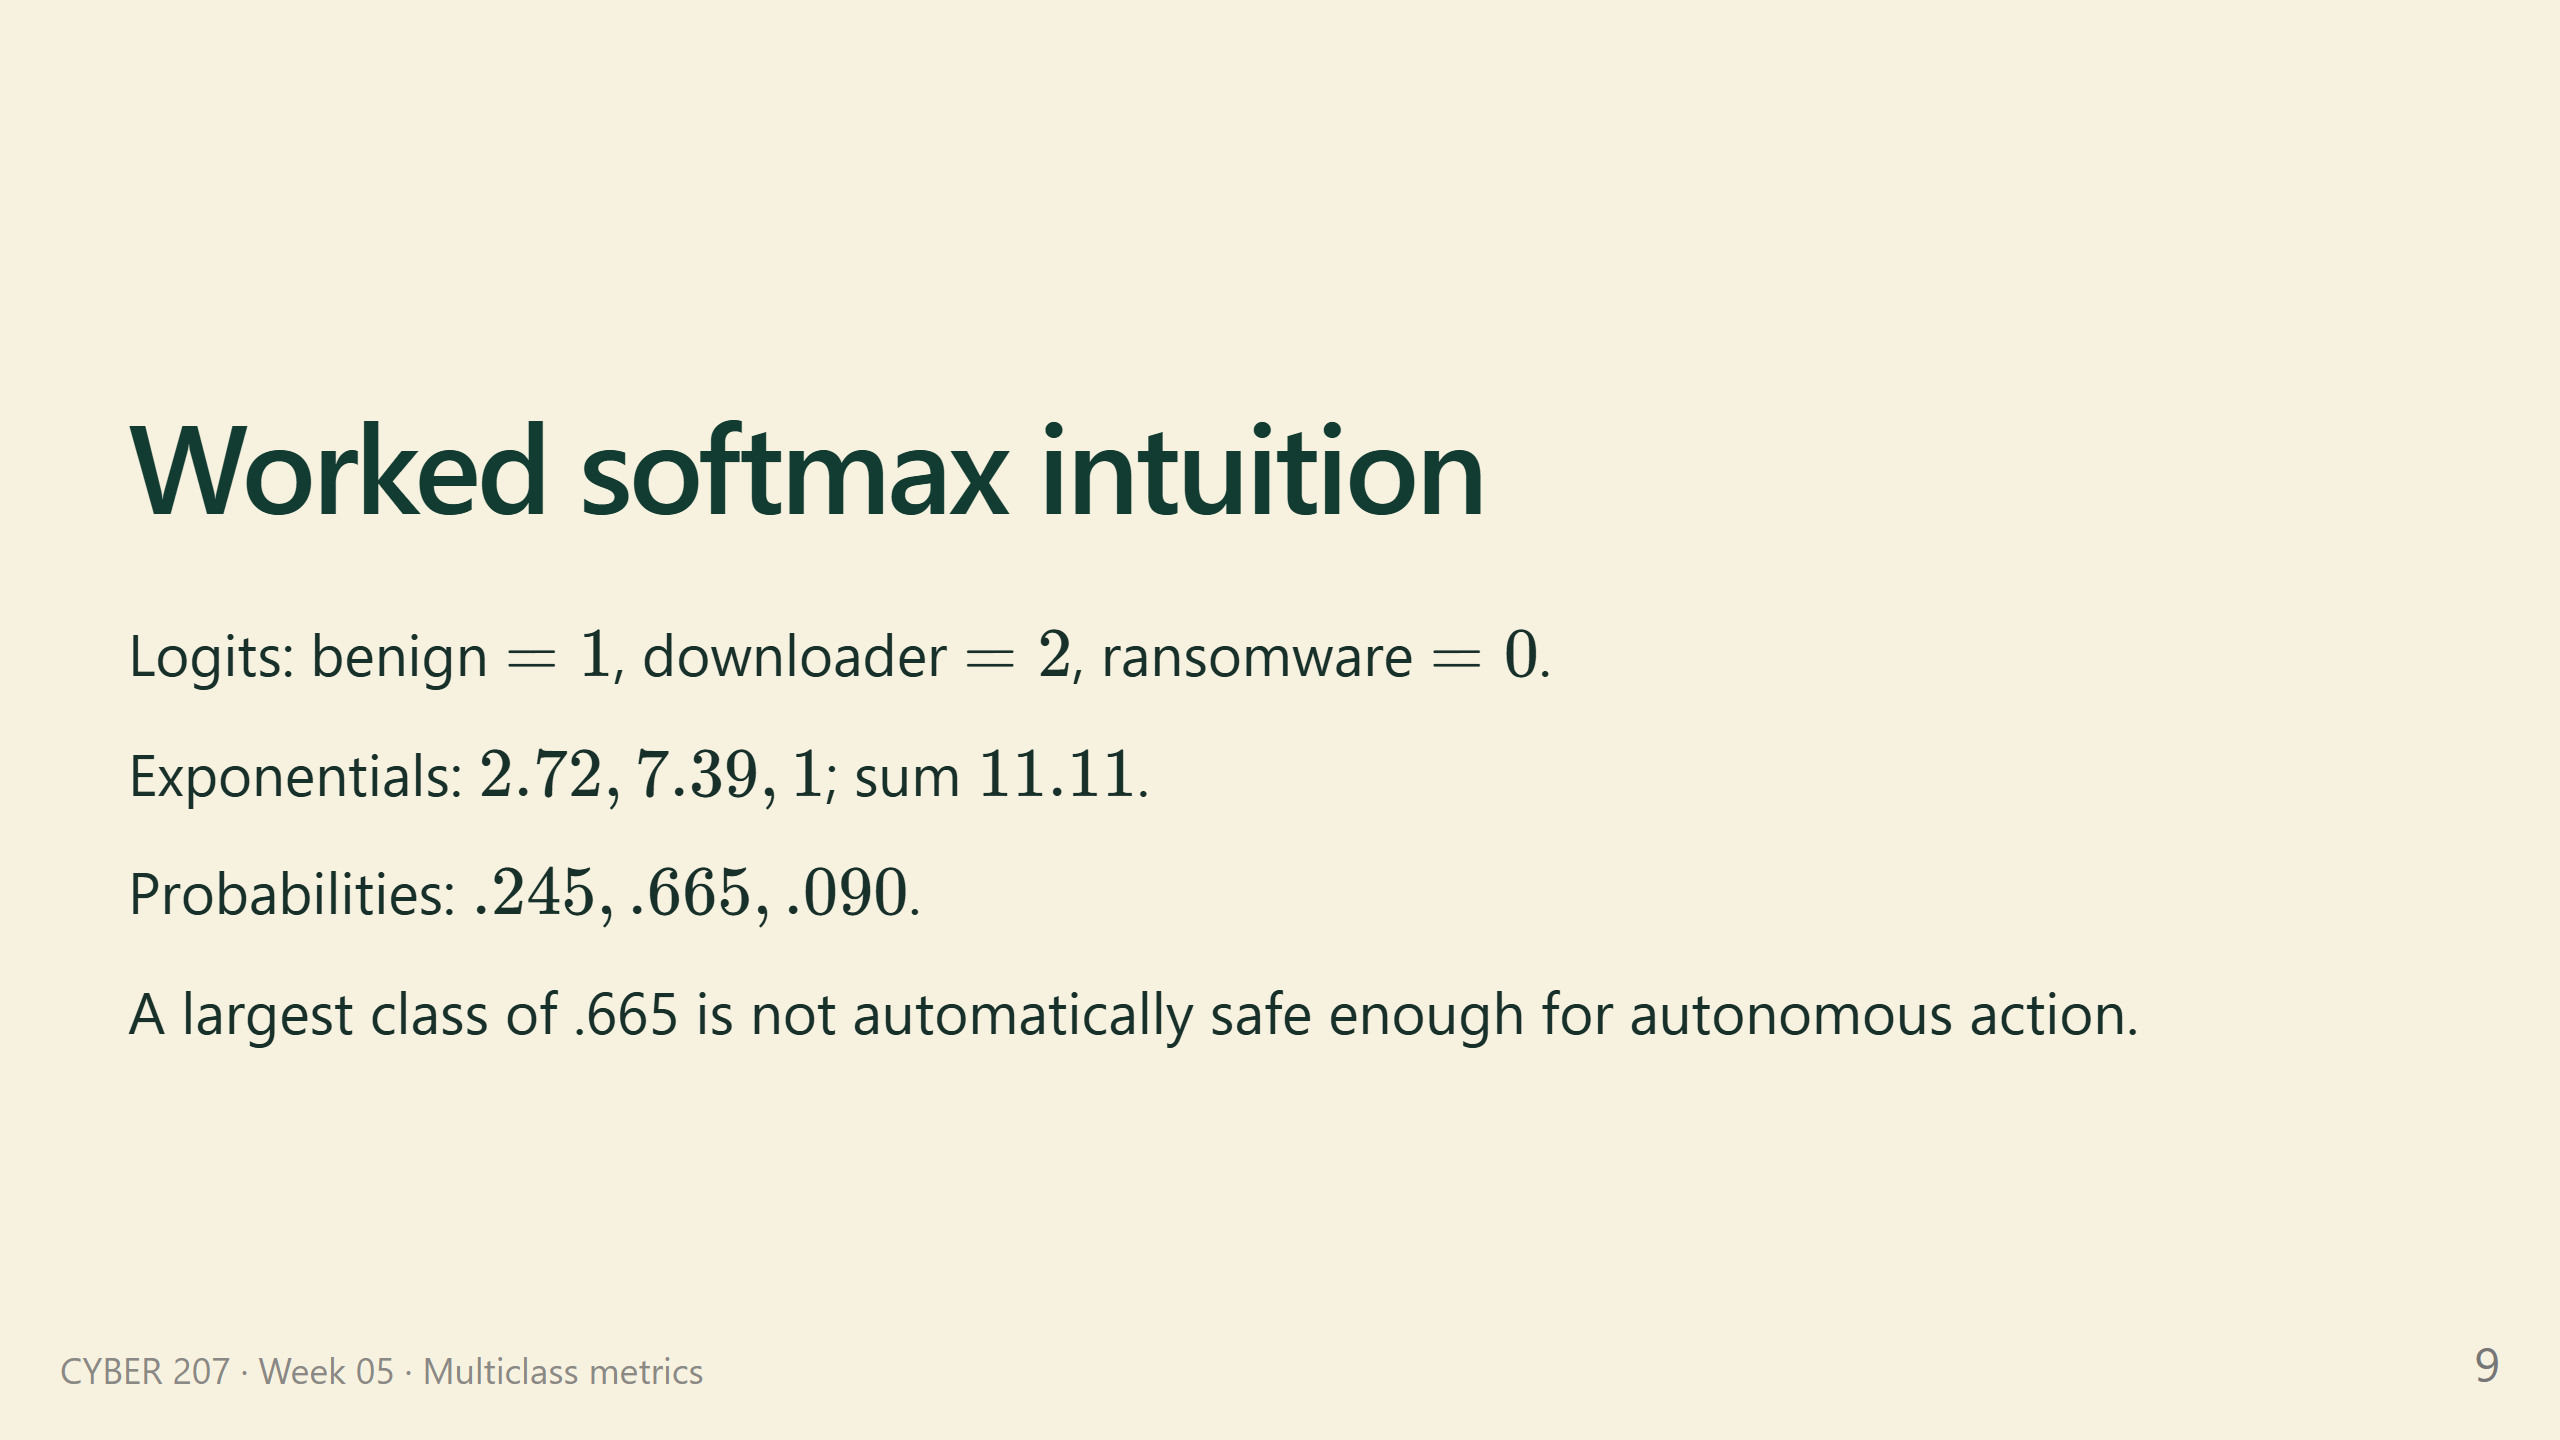 Worked softmax intuition
Logits: benign = 1, downloader = 2, ransomware = 0.
Exponentials: 2.72, 7.39, 1; sum 11.11.
Probabilities: .245, .665, .090.
A largest class of .665 is not automatically safe enough for autonomous action.
CYBER 207 · Week 05 · Multiclass metrics
9